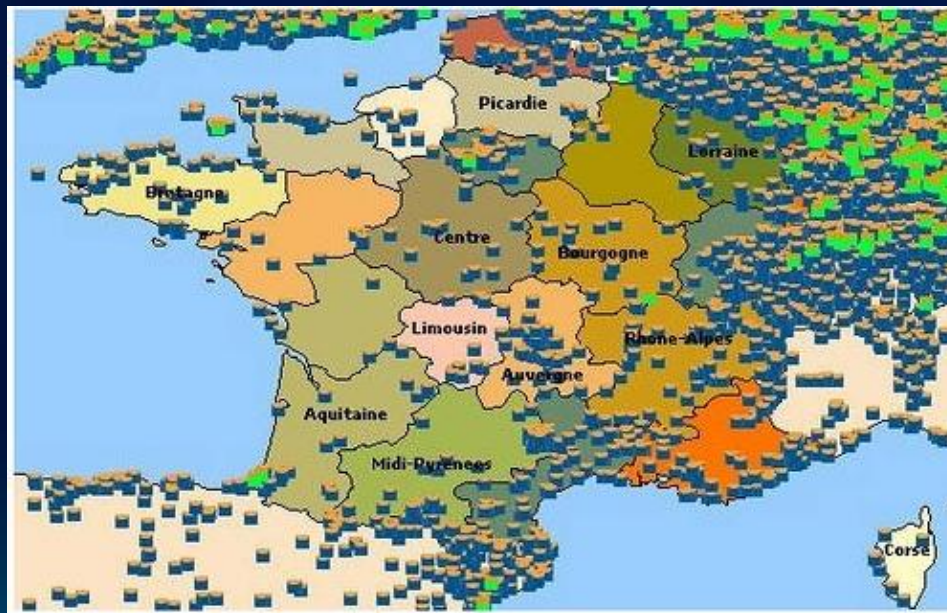 Picardie
Lorraine
Bretagne
Centre
Bourgogne
Limousin
Rhone-Alpes
Auvergne
Aquitaine
Midi-Pyrenees
Corse